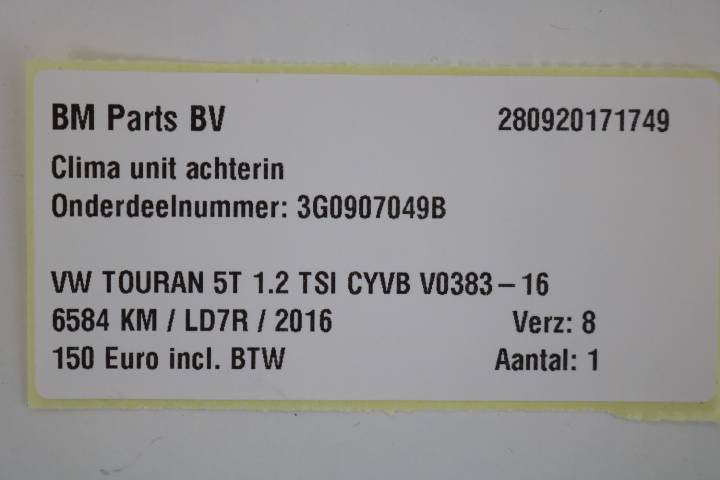 BM Parts BV 280920171749
Clima unit achterin
Onderdeelnummer: 3G0907049B
VW TOURAN 5T 1.2 TSI CYVB V0383-16
6584 KM / LD7R / 2016 Verz: 8
150 Euro incl. BTW Aantal: 1